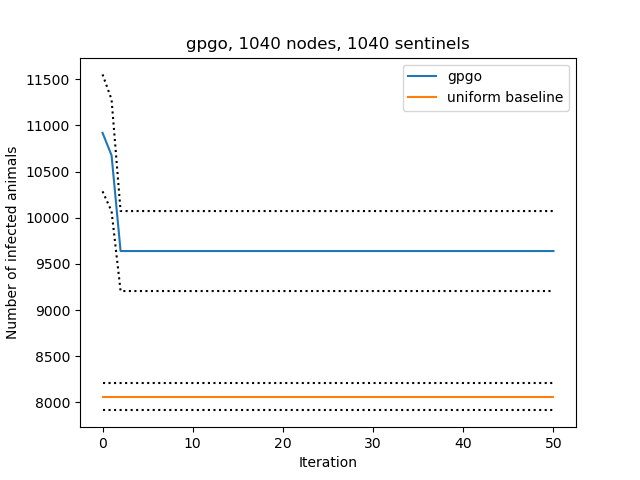 gpgo, 1040 nodes, 1040 sentinels
gpgo
uniform baseline
Number of infected animals
11500
11000
10500
10000
9500
9000
8500
8000
0 10 20 30 40 50
Iteration